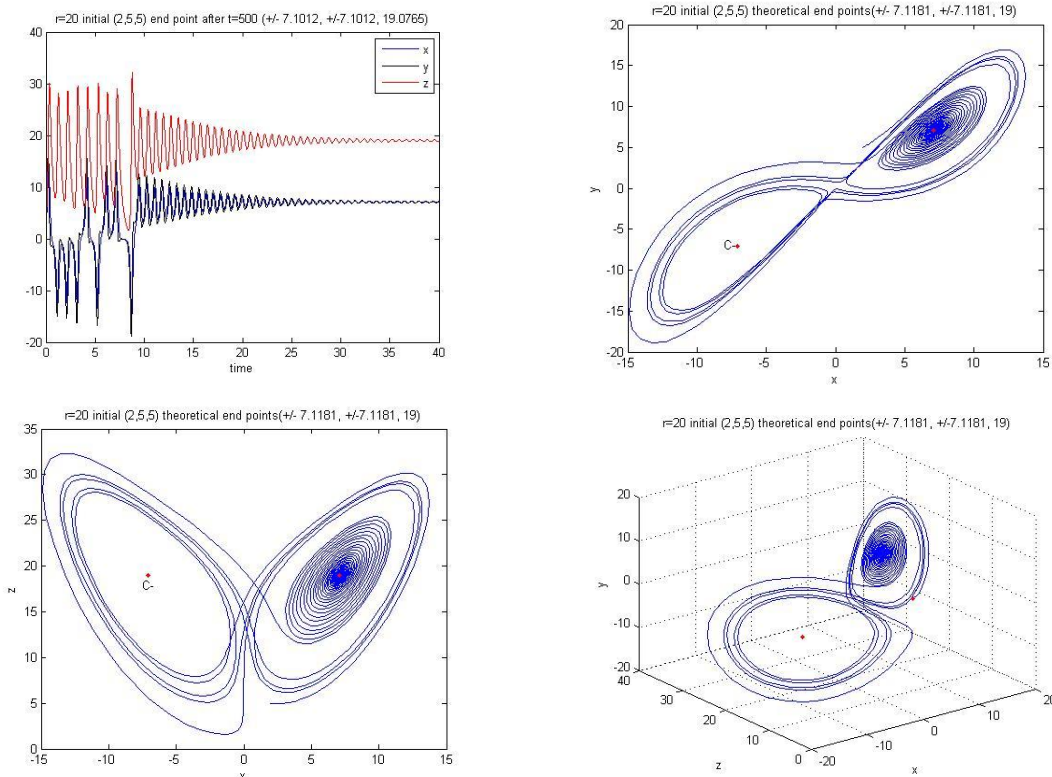 r=20 initial (2,5,5) end point after t=500 (+/- 7.1012, +/-7.1012, 19.0765)
40
30
20
10
0
-10
-20
x
y
z
0 5 10 15 20 25 30 35 40
time
r=20 initial (2,5,5) theoretical end points(+/- 7.1181, +/-7.1181, 19)
20
15
10
5
0
-5
-10
-15
-20
y
C-
-15 -10 -5 0 5 10 15
x
r=20 initial (2,5,5) theoretical end points(+/- 7.1181, +/-7.1181, 19)
35
30
25
20
15
10
5
0
z
C-
-15 -10 -5 0 5 10 15
x
r=20 initial (2,5,5) theoretical end points(+/- 7.1181, +/-7.1181, 19)
20
10
0
-10
-20
y
40
30
20
10
0
z
-20
-10
0
10
20
x